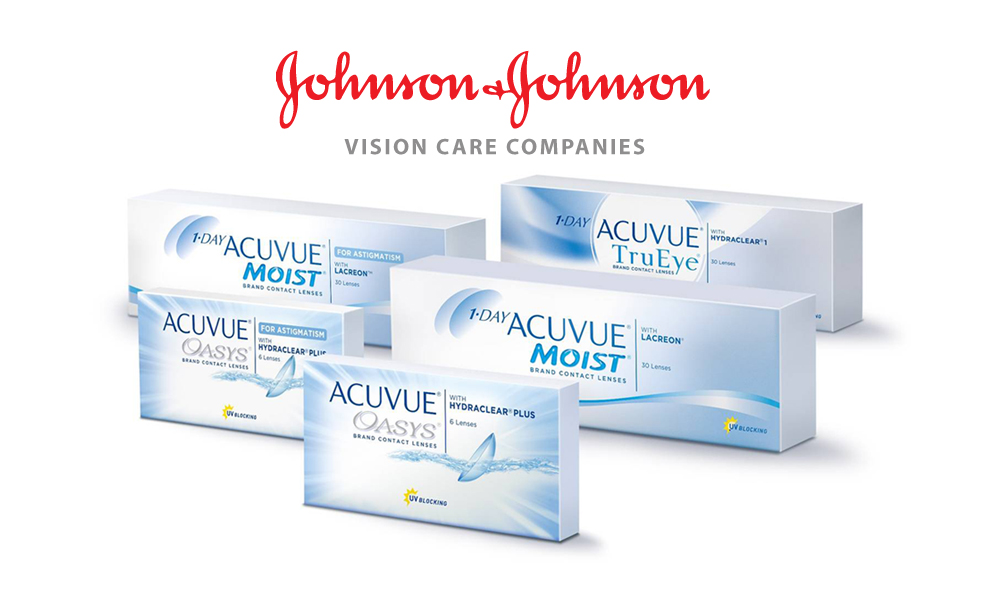 Johnson & Johnson
VISION CARE COMPANIES
1·DAY ACUVUE®
MOIST®
BRAND CONTACT LENSES
FOR ASTIGMATISM
WITH
LACREON™
30 Lenses
1·DAY ACUVUE®
TruEye®
BRAND CONTACT LENSES
WITH
HYDRACLEAR® 1
30 Lenses
ACUVUE®
OASYS®
BRAND CONTACT LENSES
FOR ASTIGMATISM
WITH
HYDRACLEAR® PLUS
6 Lenses
UV BLOCKING
1·DAY ACUVUE®
MOIST®
BRAND CONTACT LENSES
WITH
LACREON®
30 Lenses
UV BLOCKING
ACUVUE®
OASYS®
BRAND CONTACT LENSES
WITH
HYDRACLEAR® PLUS
6 Lenses
UV BLOCKING